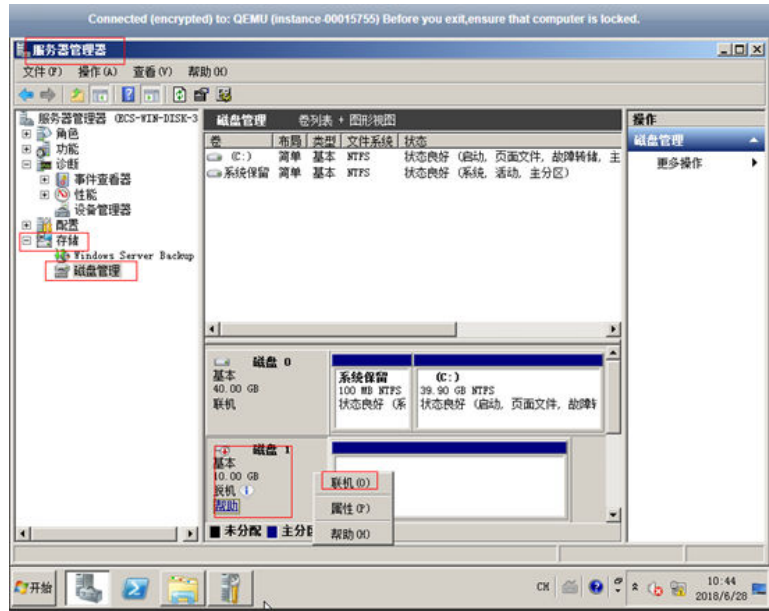 Connected (encrypted) to: QEMU (instance-00015755) Before you exit,ensure that computer is locked.
服务器管理器
文件(F) 操作(A) 查看(V) 帮助(H)
服务器管理器 (ECS-WIN-DISK-3
角色
功能
诊断
事件查看器
性能
设备管理器
配置
存储
Windows Server Backup
磁盘管理
磁盘管理 卷列表 + 图形视图
卷 布局 类型 文件系统 状态
(C:) 简单 基本 NTFS 状态良好 (启动, 页面文件, 故障转储, 主
系统保留 简单 基本 NTFS 状态良好 (系统, 活动, 主分区)
磁盘 0
基本
40.00 GB
联机
系统保留
100 MB NTFS
状态良好 (系
(C:)
39.90 GB NTFS
状态良好 (启动, 页面文件, 故障转
磁盘 1
基本
10.00 GB
脱机
帮助
联机(O)
属性(P)
帮助(H)
未分配 主分区
操作
磁盘管理
更多操作
开始
CH
10:44
2018/6/28